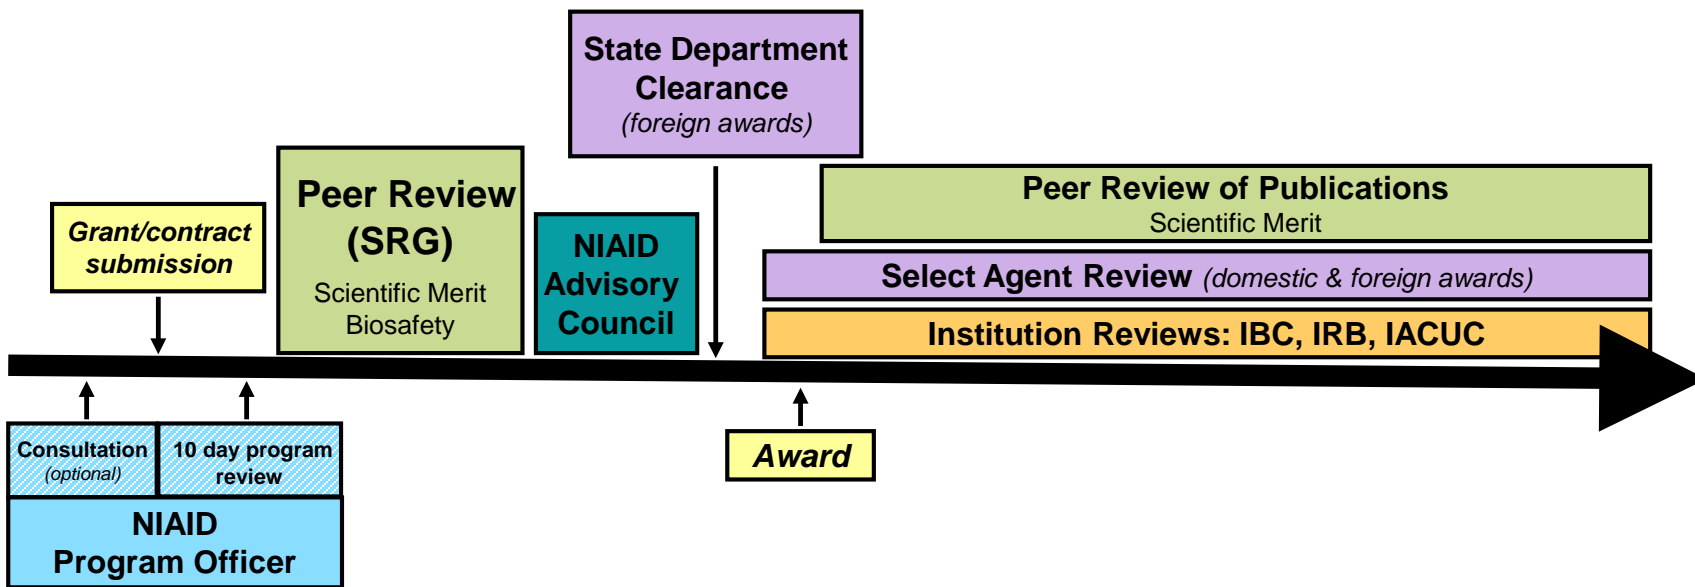 State Department
Clearance
(foreign awards)
Peer Review
(SRG)
Scientific Merit
Biosafety
Peer Review of Publications
Scientific Merit
Grant/contract
submission
NIAID
Advisory
Council
Select Agent Review (domestic & foreign awards)
Institution Reviews: IBC, IRB, IACUC
Consultation
(optional)
10 day program
review
Award
NIAID
Program Officer